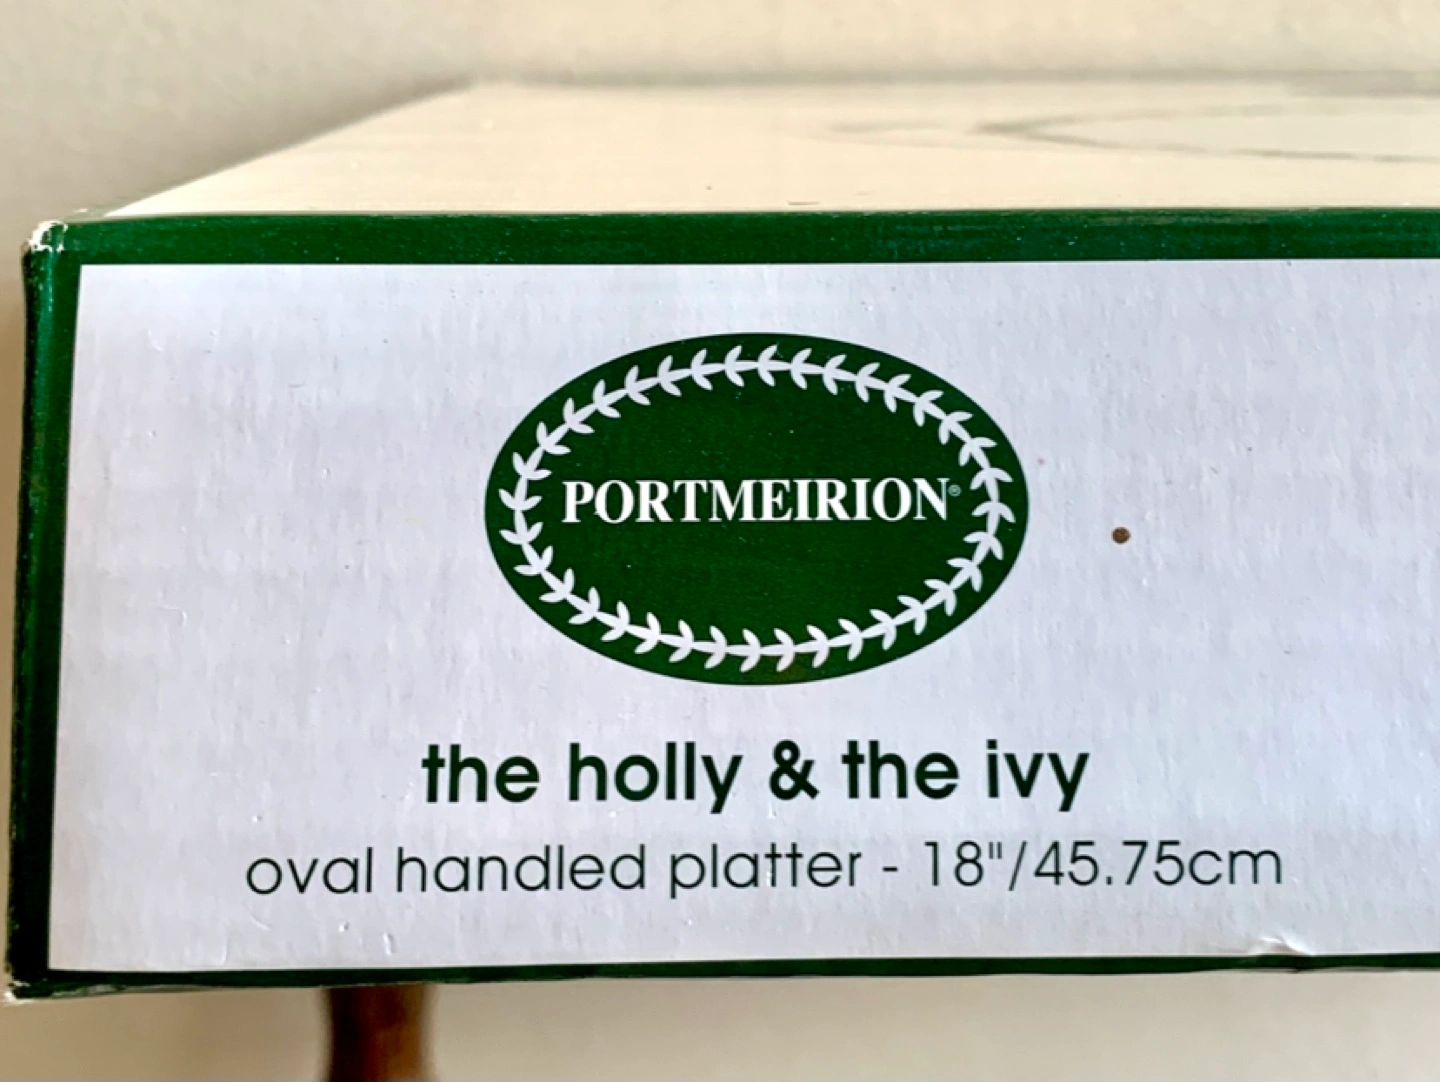 PORTMEIRION®
the holly & the ivy
oval handled platter - 18"/45.75cm